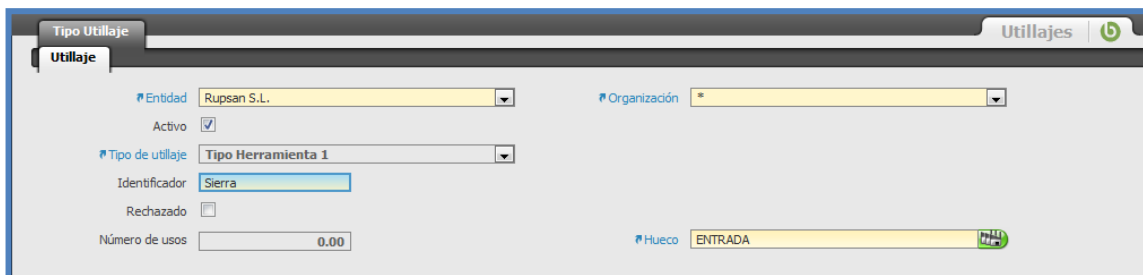 Tipo Utillaje
Utillajes
Utillaje
Entidad Rupsan S.L. Organización *
Activo
Tipo de utillaje Tipo Herramienta 1
Identificador Sierra
Rechazado
Número de usos 0.00 Hueco ENTRADA